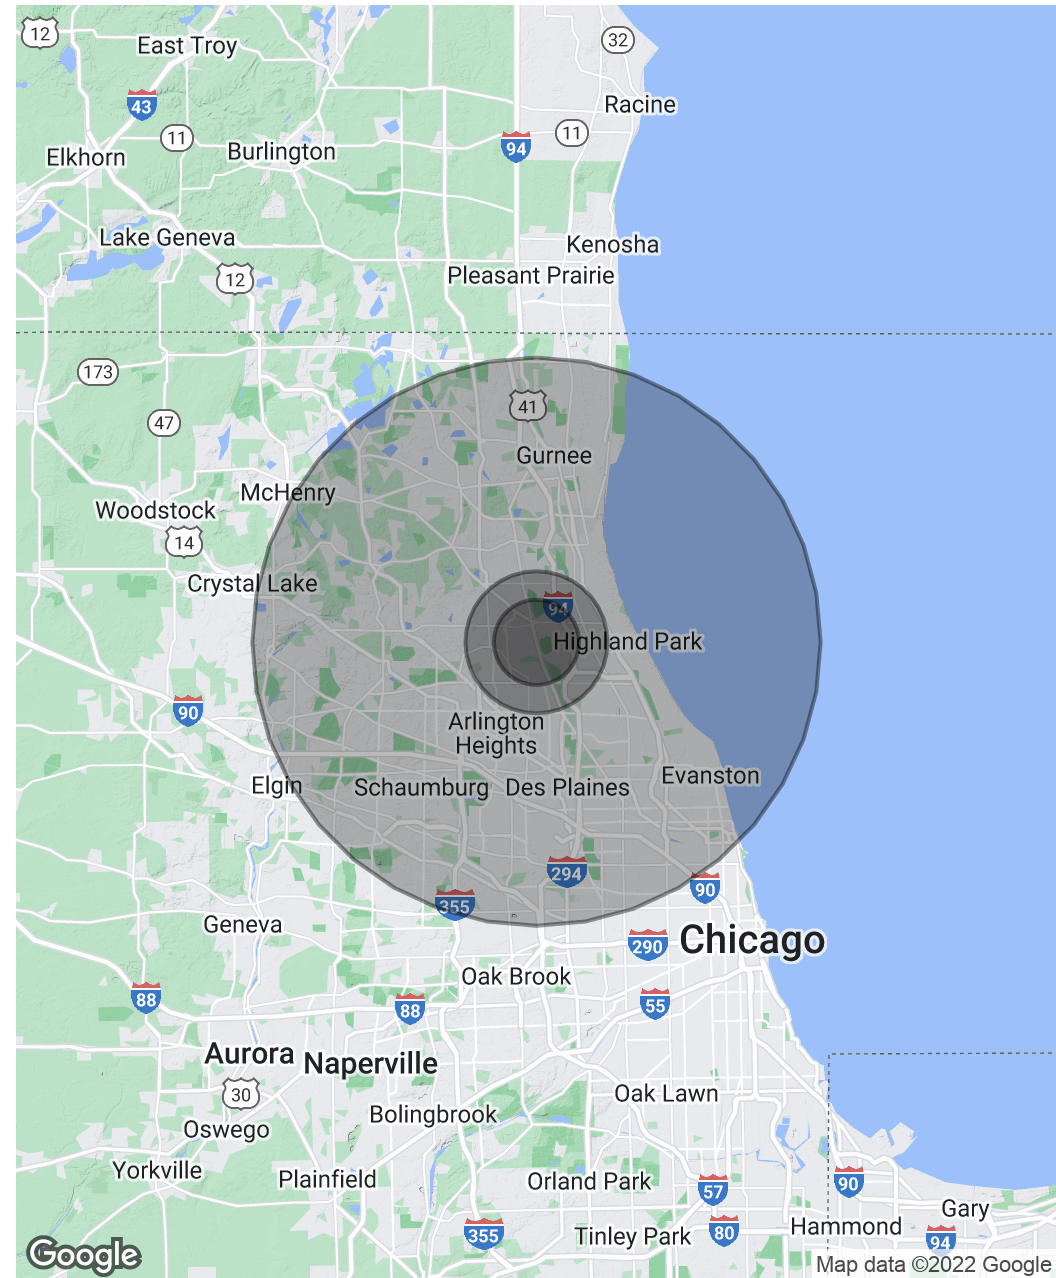 12
East Troy
32
43
Racine
11
11
94
Elkhorn
Burlington
Lake Geneva
Kenosha
12
Pleasant Prairie
173
41
47
Gurnee
McHenry
Woodstock
14
Crystal Lake
94
Highland Park
90
Arlington
Heights
Elgin
Schaumburg
Des Plaines
Evanston
294
90
355
Geneva
290
Chicago
Oak Brook
88
55
88
Aurora
Naperville
30
Oak Lawn
Bolingbrook
Oswego
Yorkville
Plainfield
Orland Park
57
90
Gary
355
Tinley Park
80
Hammond
94
Google
Map data ©2022 Google